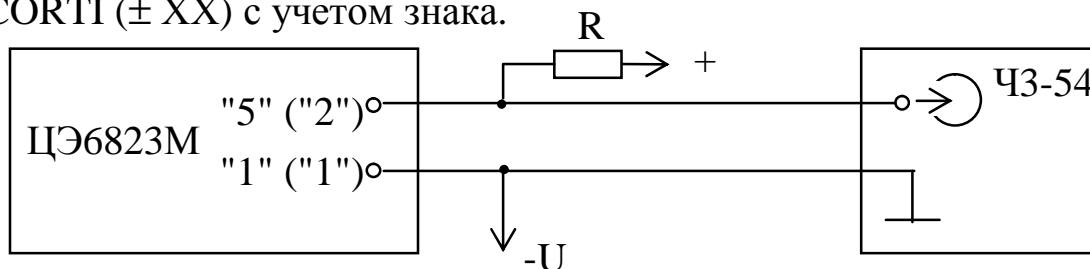 CORTI (± XX) с учетом знака.
R
+
ЦЭ6823М
"5" ("2")
"1" ("1")
Ч3-54
-U